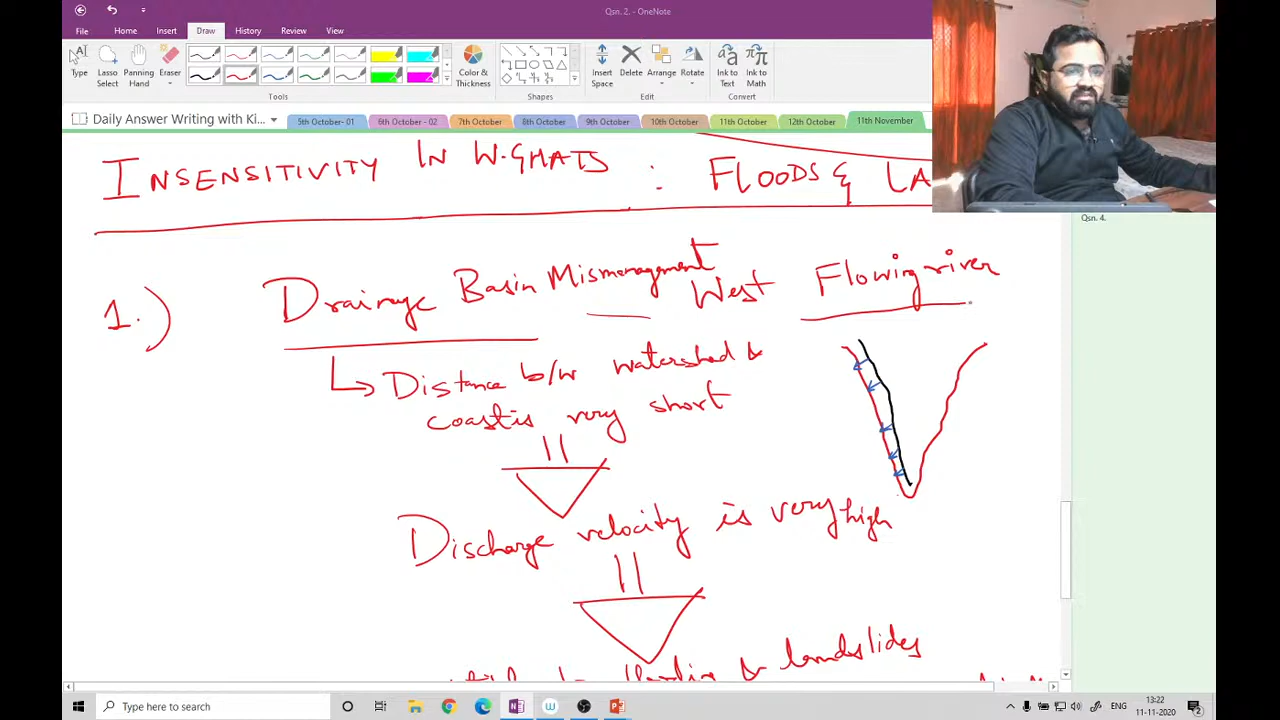 Qsn. 2. - OneNote
File Home Insert Draw History Review View
Type
Lasso Select
Panning Hand
Eraser
Color & Thickness
Insert Space
Delete
Arrange
Rotate
Ink to Text
Ink to Math
Tools Shapes Edit Convert
Daily Answer Writing with Ki...
5th October- 01 6th October - 02 7th October 8th October 9th October 10th October 11th October 12th October 11th November
Qsn. 4.
INSENSITIVITY IN W.GHATS : FLOODS & LA
1.) Drainage Basin Mismanagement West Flowing river
Distance b/w watershed &
coast is very short
Discharge velocity is very high
& landslides
Type here to search
13:22
11-11-2020
2